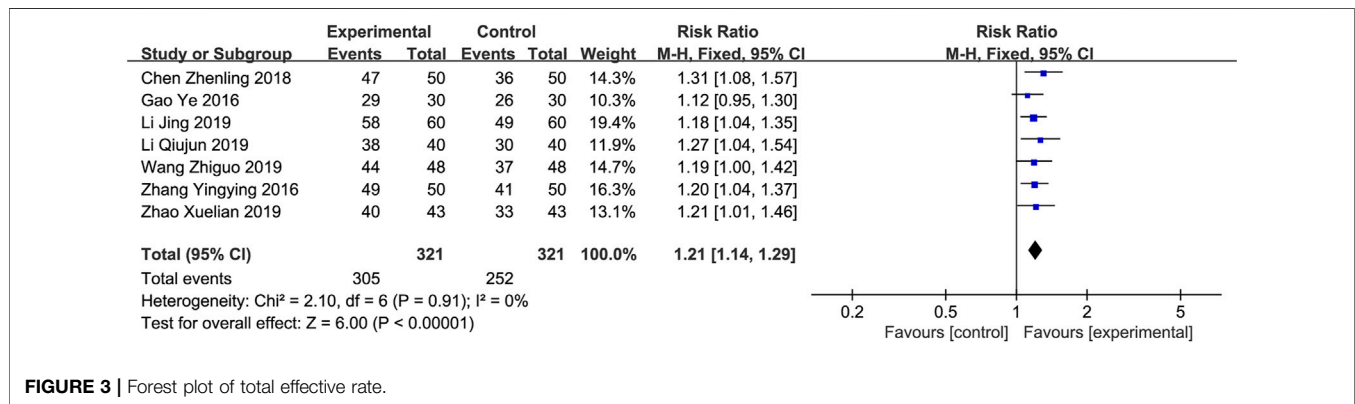 Experimental Control Risk Ratio Risk Ratio
Study or Subgroup Events Total Events Total Weight M-H, Fixed, 95% CI M-H, Fixed, 95% CI
Chen Zhenling 2018 47 50 36 50 14.3% 1.31 [1.08, 1.57]
Gao Ye 2016 29 30 26 30 10.3% 1.12 [0.95, 1.30]
Li Jing 2019 58 60 49 60 19.4% 1.18 [1.04, 1.35]
Li Qiujun 2019 38 40 30 40 11.9% 1.27 [1.04, 1.54]
Wang Zhiguo 2019 44 48 37 48 14.7% 1.19 [1.00, 1.42]
Zhang Yingying 2016 49 50 41 50 16.3% 1.20 [1.04, 1.37]
Zhao Xuelian 2019 40 43 33 43 13.1% 1.21 [1.01, 1.46]
Total (95% CI) 321 321 100.0% 1.21 [1.14, 1.29]
Total events 305 252
Heterogeneity: Chi² = 2.10, df = 6 (P = 0.91); I² = 0%
Test for overall effect: Z = 6.00 (P < 0.00001)
0.2 0.5 1 2 5
Favours [control] Favours [experimental]
FIGURE 3 | Forest plot of total effective rate.